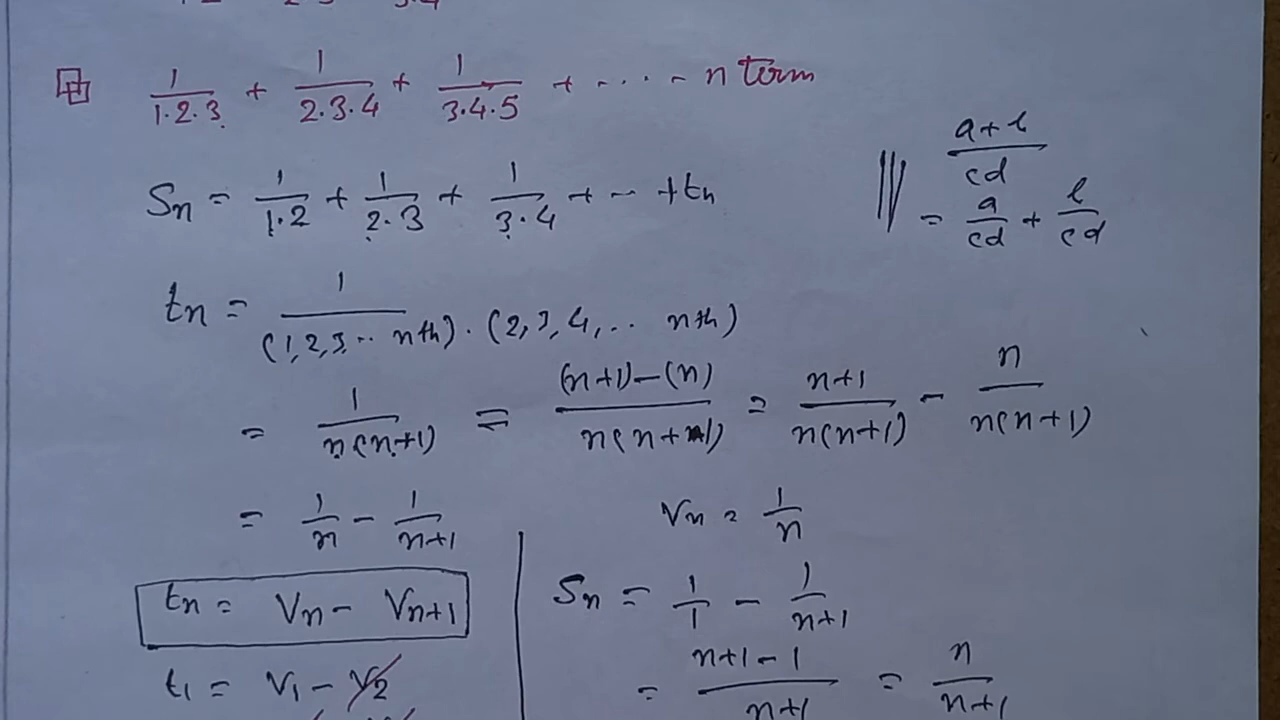 1/(1·2·3) + 1/(2·3·4) + 1/(3·4·5) + ···- n term
Sn = 1/(1·2) + 1/(2·3) + 1/(3·4) + ·- + tn
(a+b)/cd
= a/cd + b/cd
tn = 1/((1,2,3·· nth) · (2,3,4,·· nth))
= 1/(n(n+1)) = ((n+1)-(n))/(n(n+1)) = (n+1)/(n(n+1)) - n/(n(n+1))
= 1/n - 1/(n+1)
Vn = 1/n
tn = Vn - Vn+1
Sn = 1/1 - 1/(n+1)
t1 = V1 - V2
= (n+1-1)/(n+1) = n/(n+1)